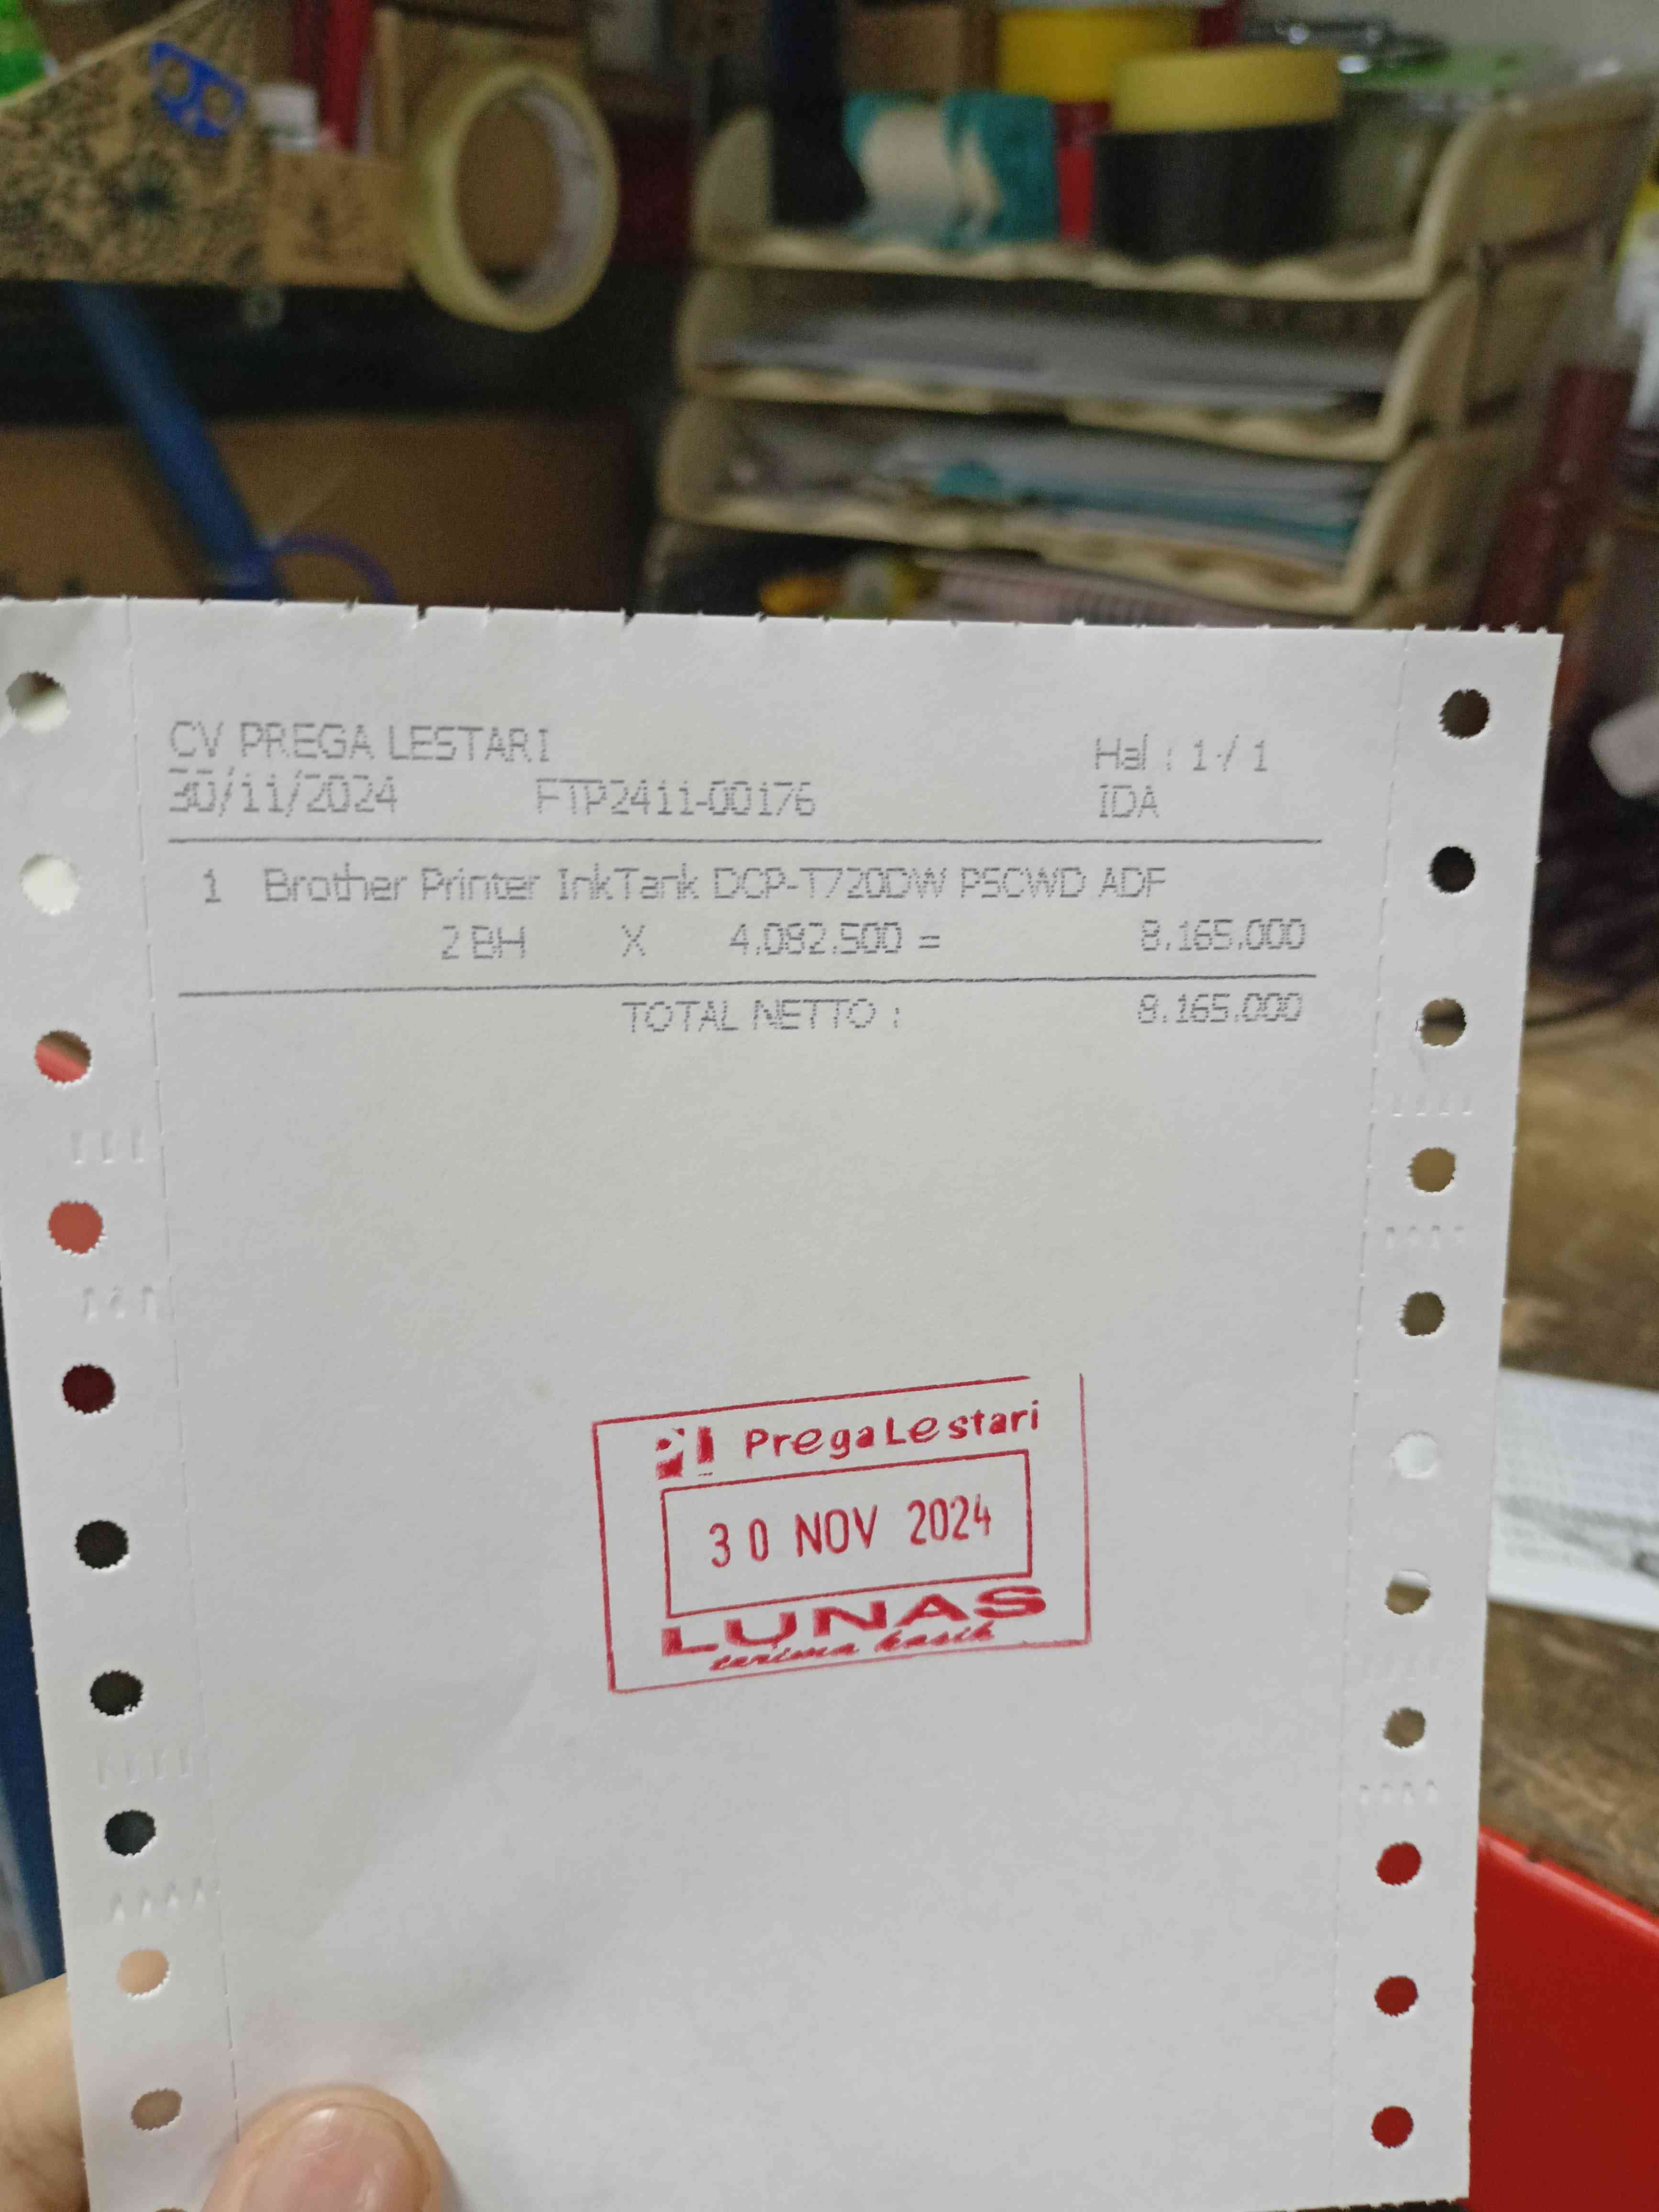 CV PREGA LESTARI Hal : 1 / 1
30/11/2024 FTP2411-00176 IDA
1 Brother Printer InkTank DCP-T720DW PSCWD ADF
2 BH X 4.082.500 = 8.165.000
TOTAL NETTO : 8.165.000
PregaLestari
30 NOV 2024
LUNAS
terima kasih